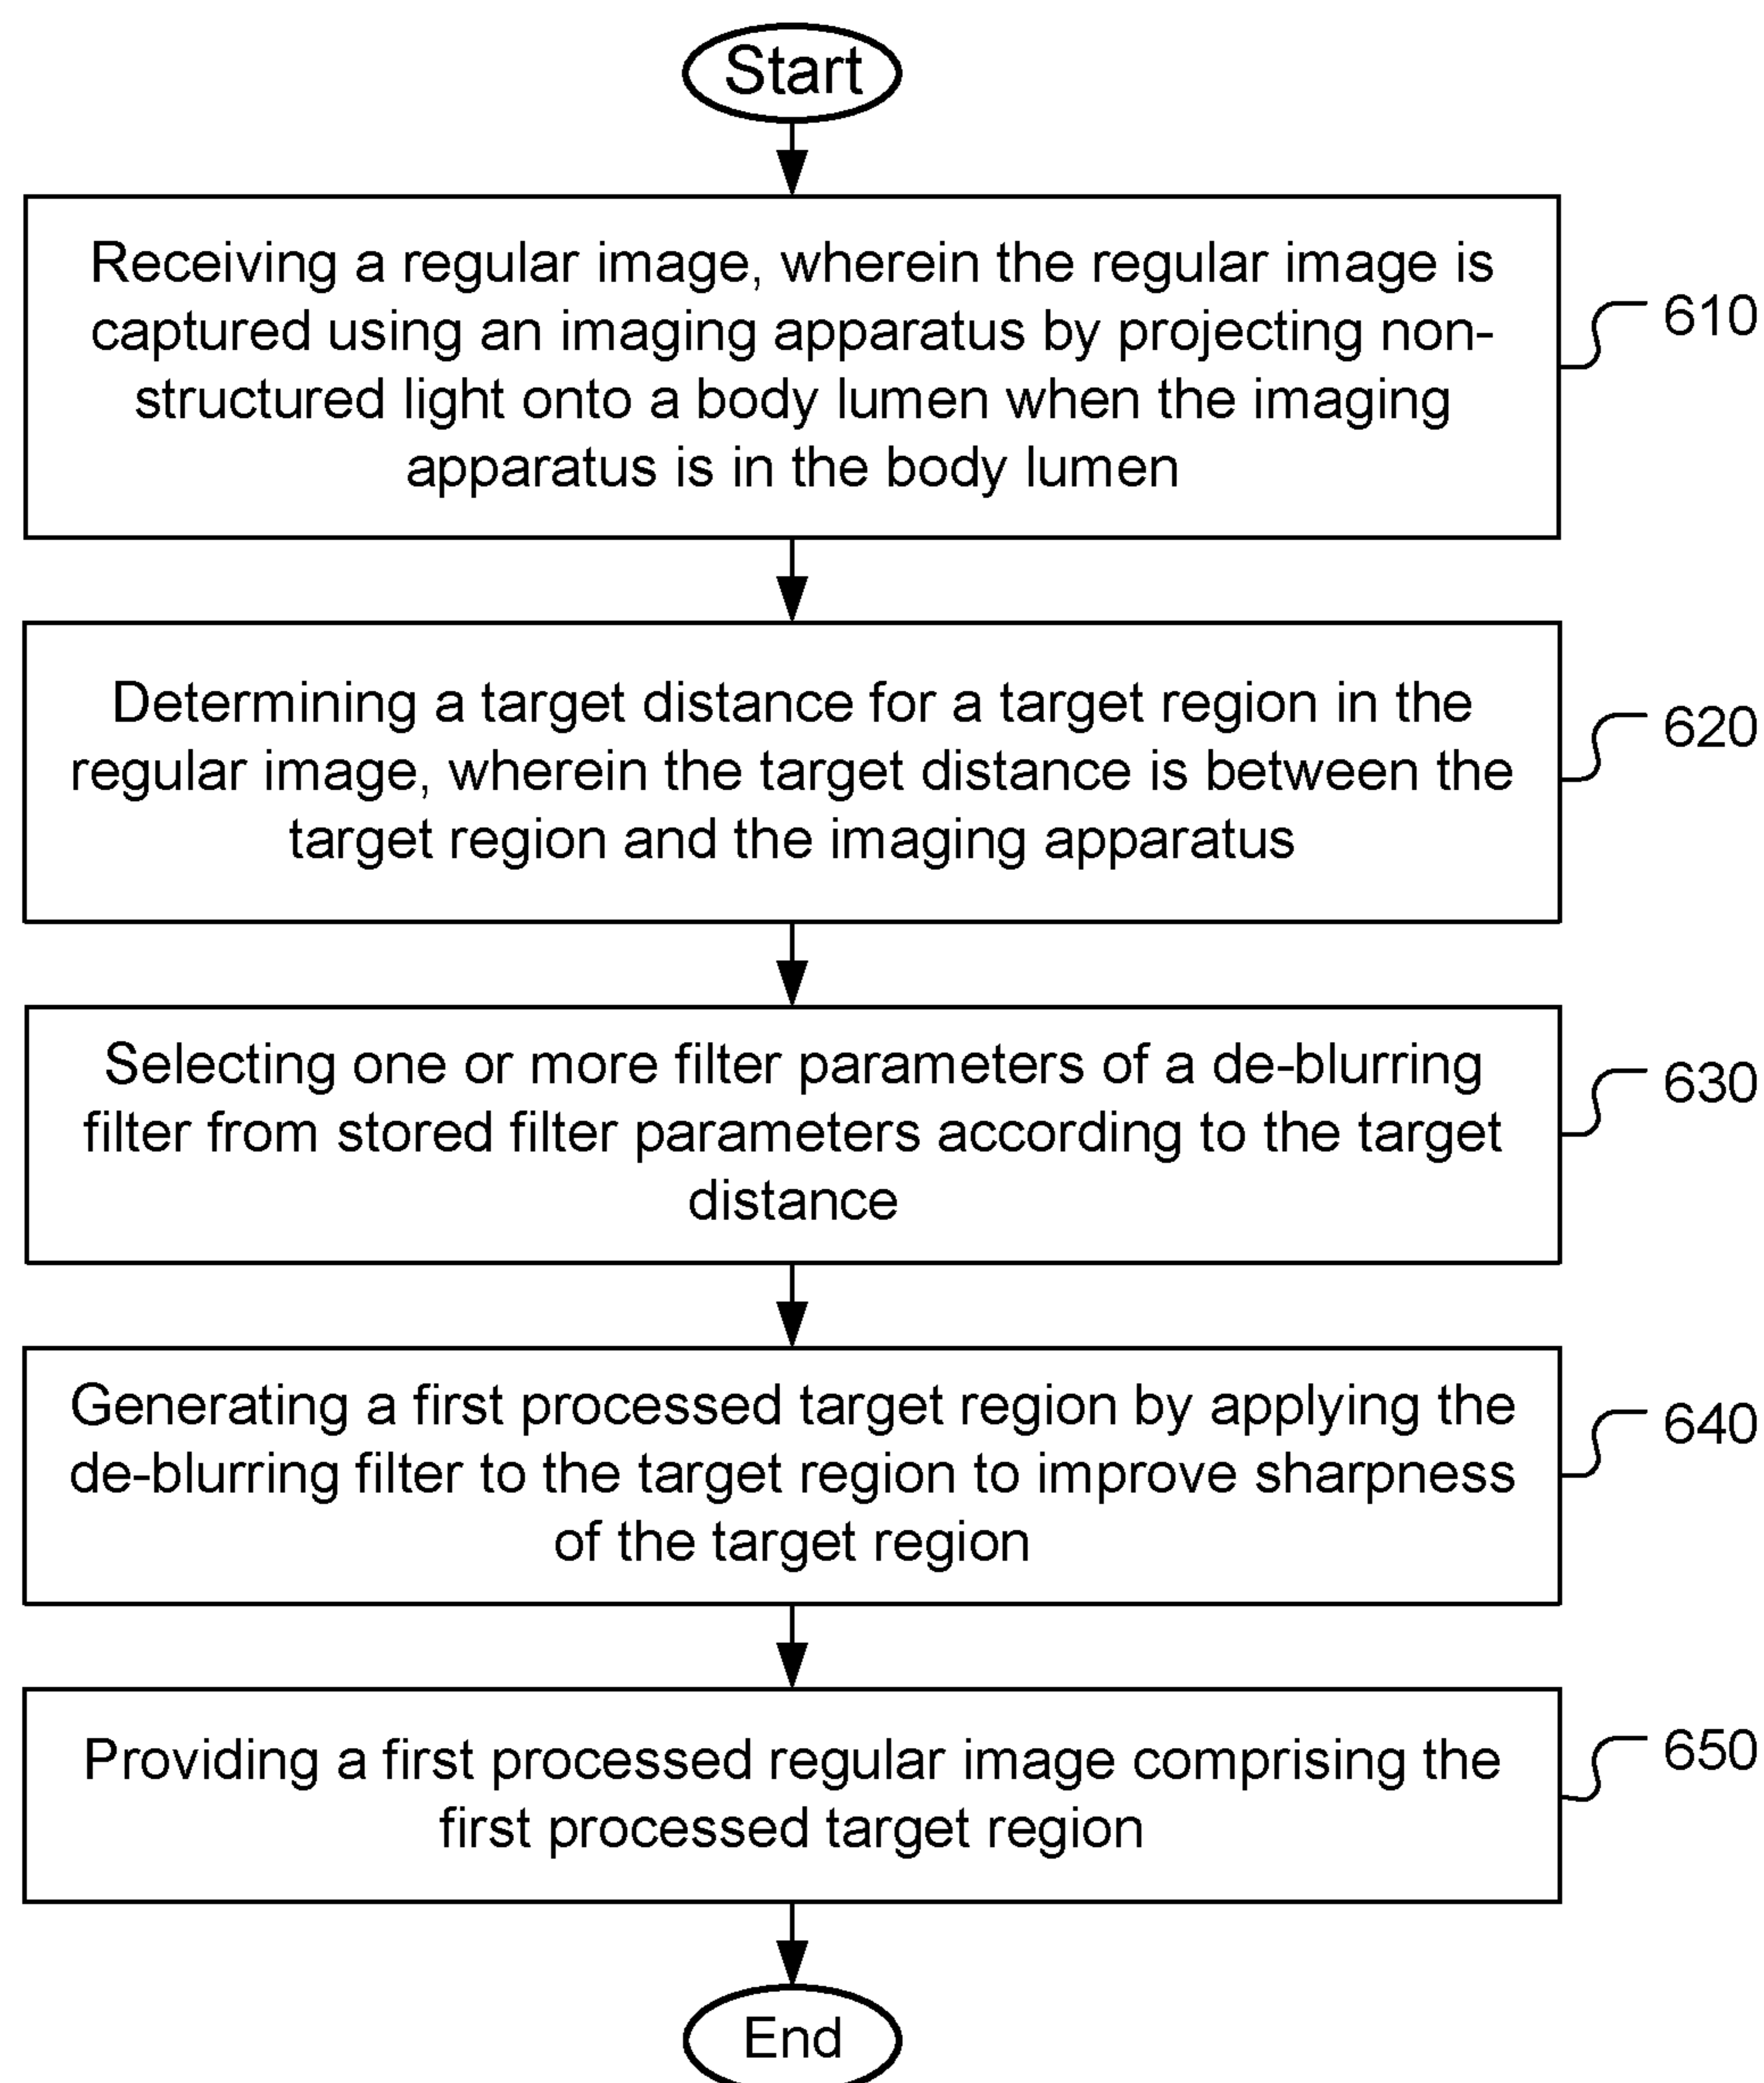 Start
Receiving a regular image, wherein the regular image is
captured using an imaging apparatus by projecting non-
structured light onto a body lumen when the imaging
apparatus is in the body lumen
610
Determining a target distance for a target region in the
regular image, wherein the target distance is between the
target region and the imaging apparatus
620
Selecting one or more filter parameters of a de-blurring
filter from stored filter parameters according to the target
distance
630
Generating a first processed target region by applying the
de-blurring filter to the target region to improve sharpness
of the target region
640
Providing a first processed regular image comprising the
first processed target region
650
End